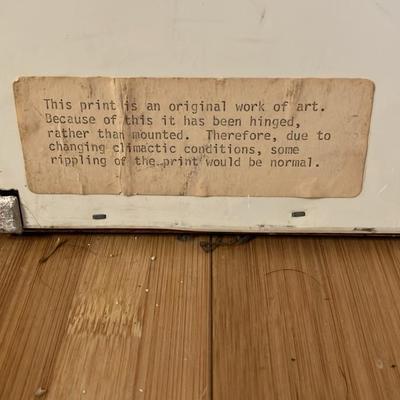 This print is an original work of art.
Because of this it has been hinged,
rather than mounted.  Therefore, due to
changing climactic conditions, some
rippling of the print would be normal.